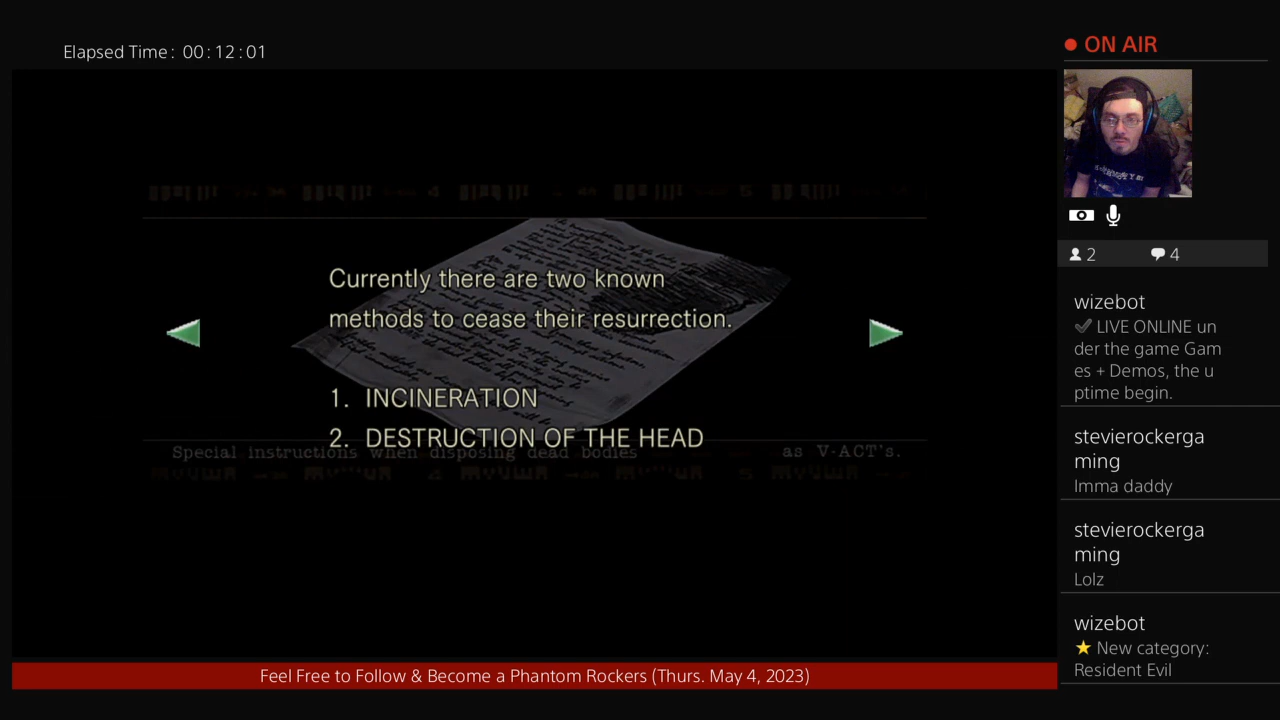 Elapsed Time: 00:12:01
ON AIR
Currently there are two known
methods to cease their resurrection.
1. INCINERATION
2. DESTRUCTION OF THE HEAD
Special instructions when disposing dead bodies as V-ACT's.
2 4
wizebot
✔ LIVE ONLINE un
der the game Gam
es + Demos, the u
ptime begin.
stevierockerga
ming
Imma daddy
stevierockerga
ming
Lolz
wizebot
⭐ New category:
Resident Evil
Feel Free to Follow & Become a Phantom Rockers (Thurs. May 4, 2023)